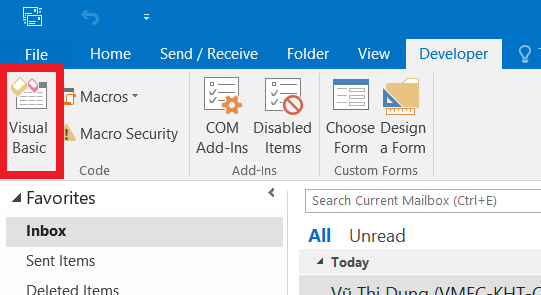 File Home Send / Receive Folder View Developer T
Visual Basic
Macros
Macro Security
Code
COM Add-Ins
Disabled Items
Add-Ins
Choose Form
Design a Form
Custom Forms
Favorites
Inbox
Sent Items
Deleted Items
Search Current Mailbox (Ctrl+E)
All Unread
Today
Vũ Thị Dung (VMEC-KHT-C